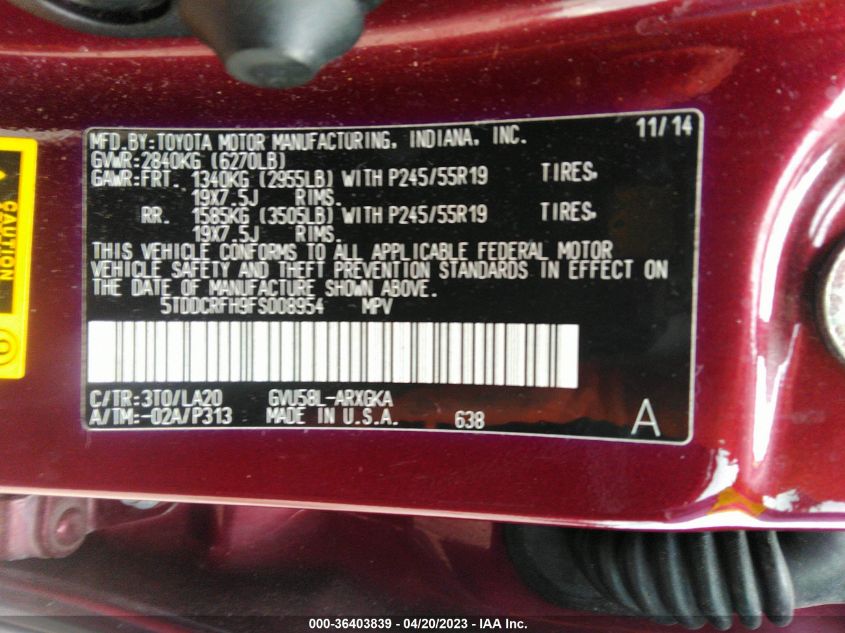 MFD.BY:TOYOTA MOTOR MANUFACTURING, INDIANA, INC. 11/14
GVWR:2840KG (6270LB)
GAWR:FRT. 1340KG (2955LB) WITH P245/55R19 TIRES,
19X7.5J RIMS.
RR. 1585KG (3505LB) WITH P245/55R19 TIRES,
19X7.5J RIMS.
THIS VEHICLE CONFORMS TO ALL APPLICABLE FEDERAL MOTOR
VEHICLE SAFETY AND THEFT PREVENTION STANDARDS IN EFFECT ON
THE DATE OF MANUFACTURE SHOWN ABOVE.
5TDDCRFH9FS008954 MPV
C/TR:3T0/LA20 GVU58L-ARXGKA
A/TM:-02A/P313 MADE IN U.S.A. 638 A
000-36403839 - 04/20/2023 - IAA Inc.